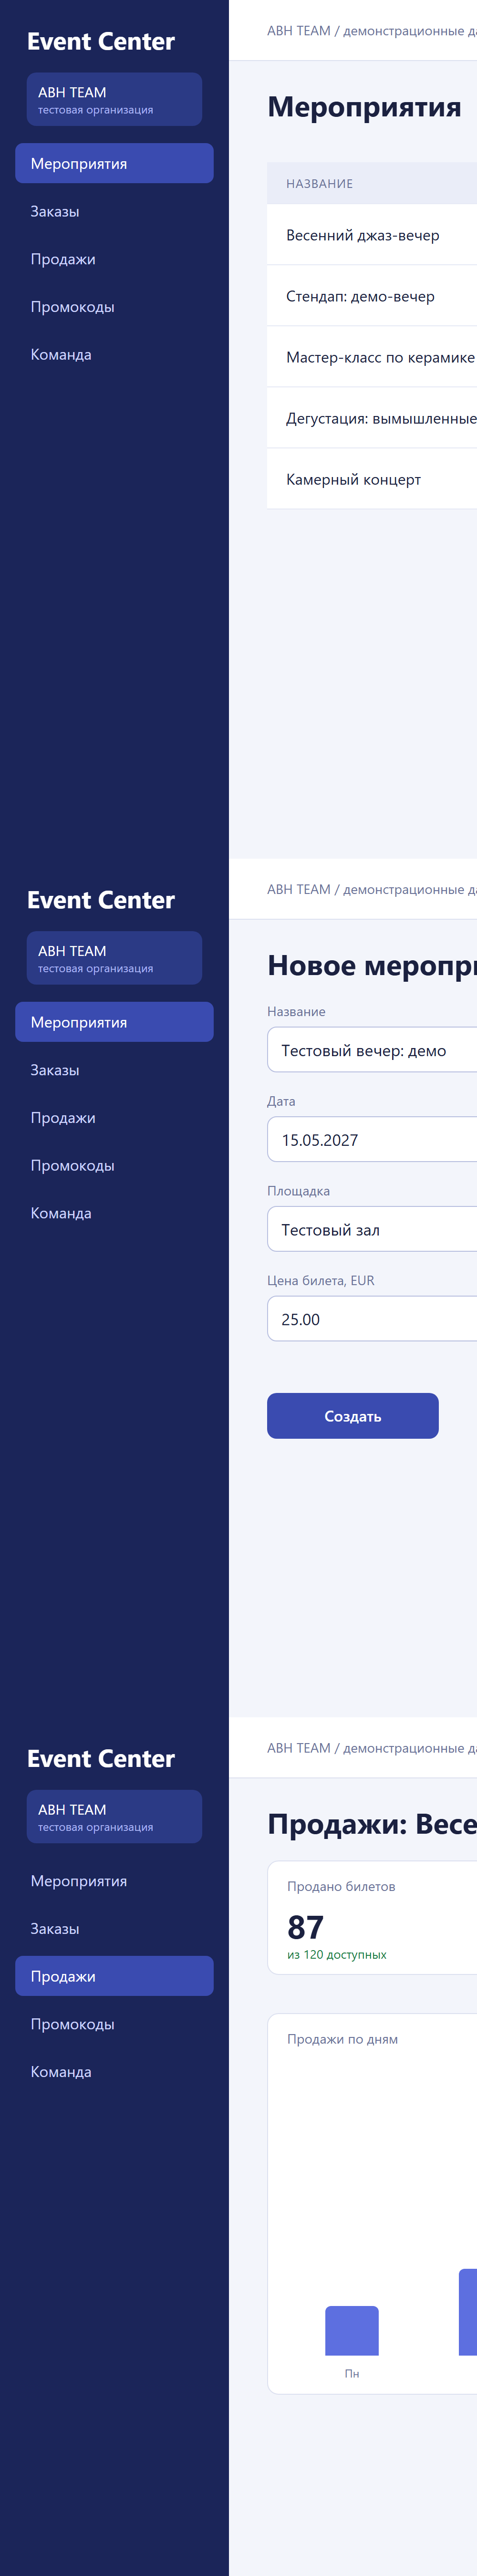 Event Center
ABH TEAM
тестовая организация
Мероприятия
Заказы
Продажи
Промокоды
Команда
ABH TEAM / демонстрационные
Мероприятия
НАЗВАНИЕ
Весенний джаз-вечер
Стендап: демо-вечер
Мастер-класс по керамике
Дегустация: вымышленные
Камерный концерт
Event Center
ABH TEAM
тестовая организация
Мероприятия
Заказы
Продажи
Промокоды
Команда
ABH TEAM / демонстрационные
Новое
Название
Тестовый вечер: демо
Дата
15.05.2027
Площадка
Тестовый зал
Цена билета, EUR
25.00
Создать
Event Center
ABH TEAM
тестовая организация
Мероприятия
Заказы
Продажи
Промокоды
Команда
ABH TEAM / демонстрационные
Продажи:
Продано билетов
87
из 120 доступных
Продажи по дням
Пн